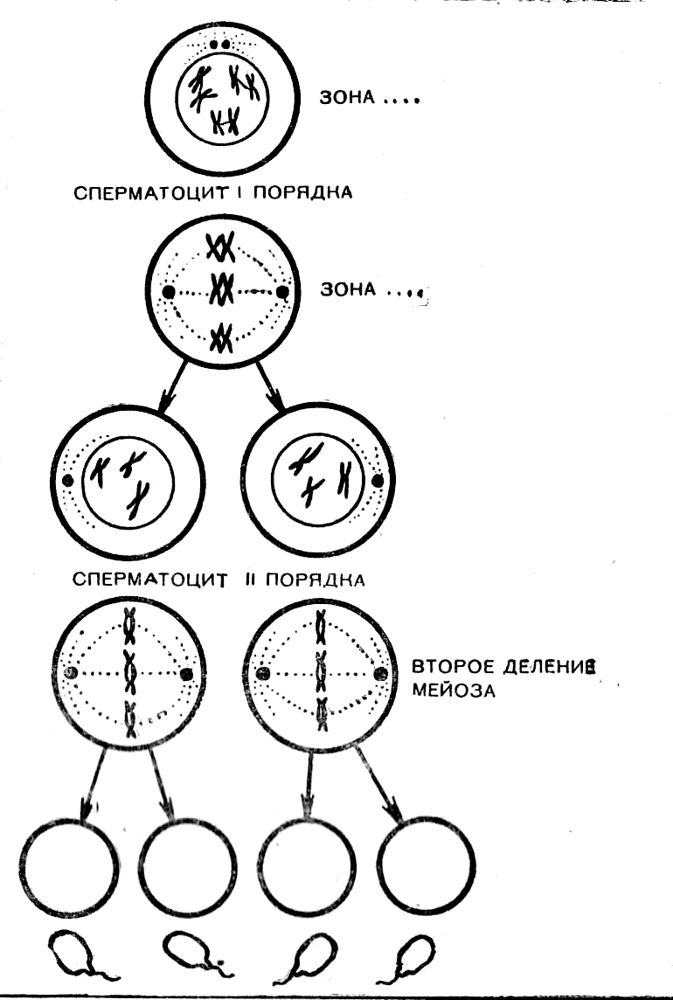 ЗОНА ....
СПЕРМАТОЦИТ I ПОРЯДКА
ЗОНА ....
СПЕРМАТОЦИТ II ПОРЯДКА
ВТОРОЕ ДЕЛЕНИЕ
МЕЙОЗА